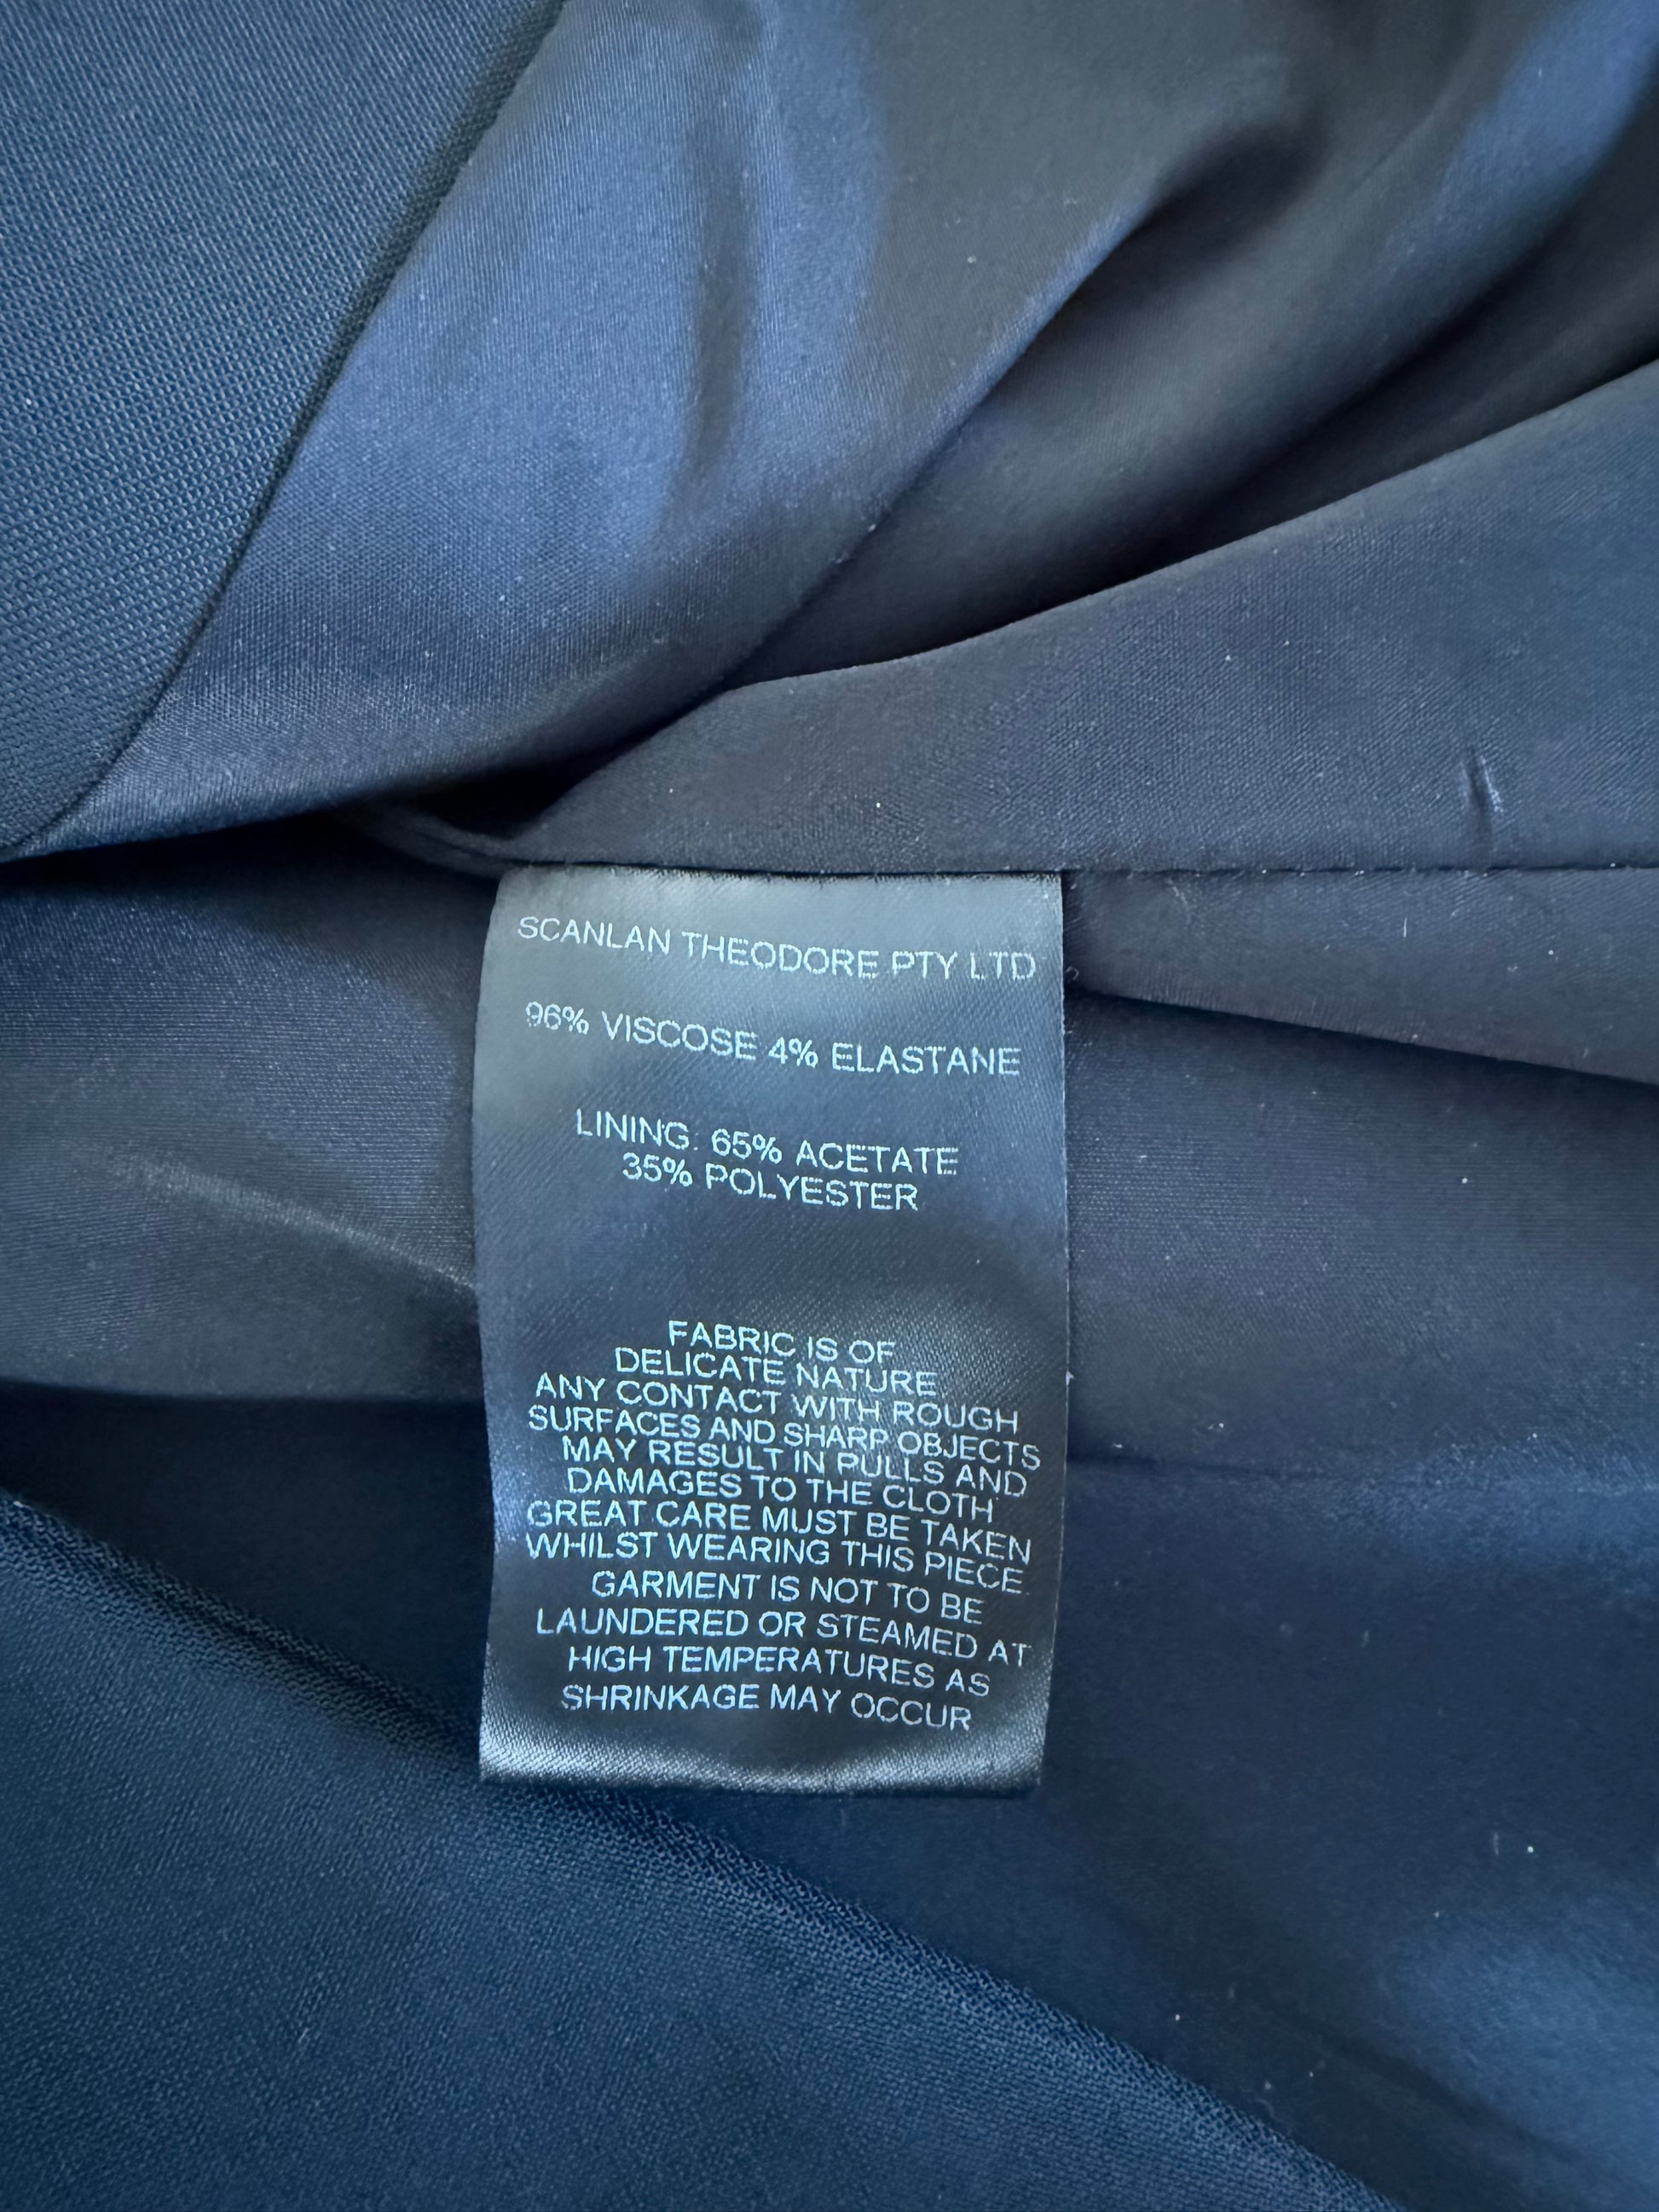 SCANLAN THEODORE PTY LTD
96% VISCOSE 4% ELASTANE
LINING: 65% ACETATE
35% POLYESTER
FABRIC IS OF
DELICATE NATURE
ANY CONTACT WITH ROUGH
SURFACES AND SHARP OBJECTS
MAY RESULT IN PULLS AND
DAMAGES TO THE CLOTH
GREAT CARE MUST BE TAKEN
WHILST WEARING THIS PIECE.
GARMENT IS NOT TO BE
LAUNDERED OR STEAMED AT
HIGH TEMPERATURES AS
SHRINKAGE MAY OCCUR